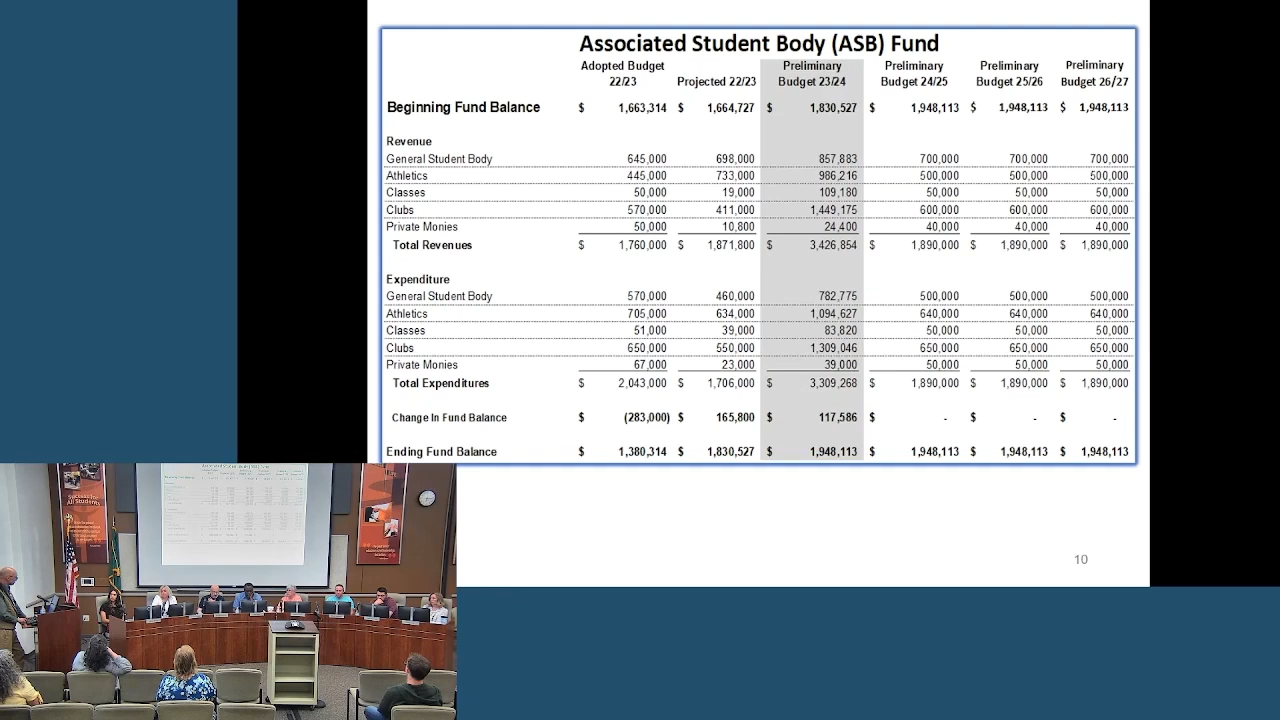 Associated Student Body (ASB) Fund
Adopted Budget 22/23 Projected 22/23 Preliminary Budget 23/24 Preliminary Budget 24/25 Preliminary Budget 25/26 Preliminary Budget 26/27
Beginning Fund Balance $ 1,663,314 $ 1,664,727 $ 1,830,527 $ 1,948,113 $ 1,948,113 $ 1,948,113
Revenue
General Student Body 645,000 698,000 857,883 700,000 700,000 700,000
Athletics 445,000 733,000 986,216 500,000 500,000 500,000
Classes 50,000 19,000 109,180 50,000 50,000 50,000
Clubs 570,000 411,000 1,449,175 600,000 600,000 600,000
Private Monies 50,000 10,800 24,400 40,000 40,000 40,000
Total Revenues $ 1,760,000 $ 1,871,800 $ 3,426,854 $ 1,890,000 $ 1,890,000 $ 1,890,000
Expenditure
General Student Body 570,000 460,000 782,775 500,000 500,000 500,000
Athletics 705,000 634,000 1,094,627 640,000 640,000 640,000
Classes 51,000 39,000 83,820 50,000 50,000 50,000
Clubs 650,000 550,000 1,309,046 650,000 650,000 650,000
Private Monies 67,000 23,000 39,000 50,000 50,000 50,000
Total Expenditures $ 2,043,000 $ 1,706,000 $ 3,309,268 $ 1,890,000 $ 1,890,000 $ 1,890,000
Change In Fund Balance $ (283,000) $ 165,800 $ 117,586 $ - $ - $ -
Ending Fund Balance $ 1,380,314 $ 1,830,527 $ 1,948,113 $ 1,948,113 $ 1,948,113 $ 1,948,113
10
Success for
All Students